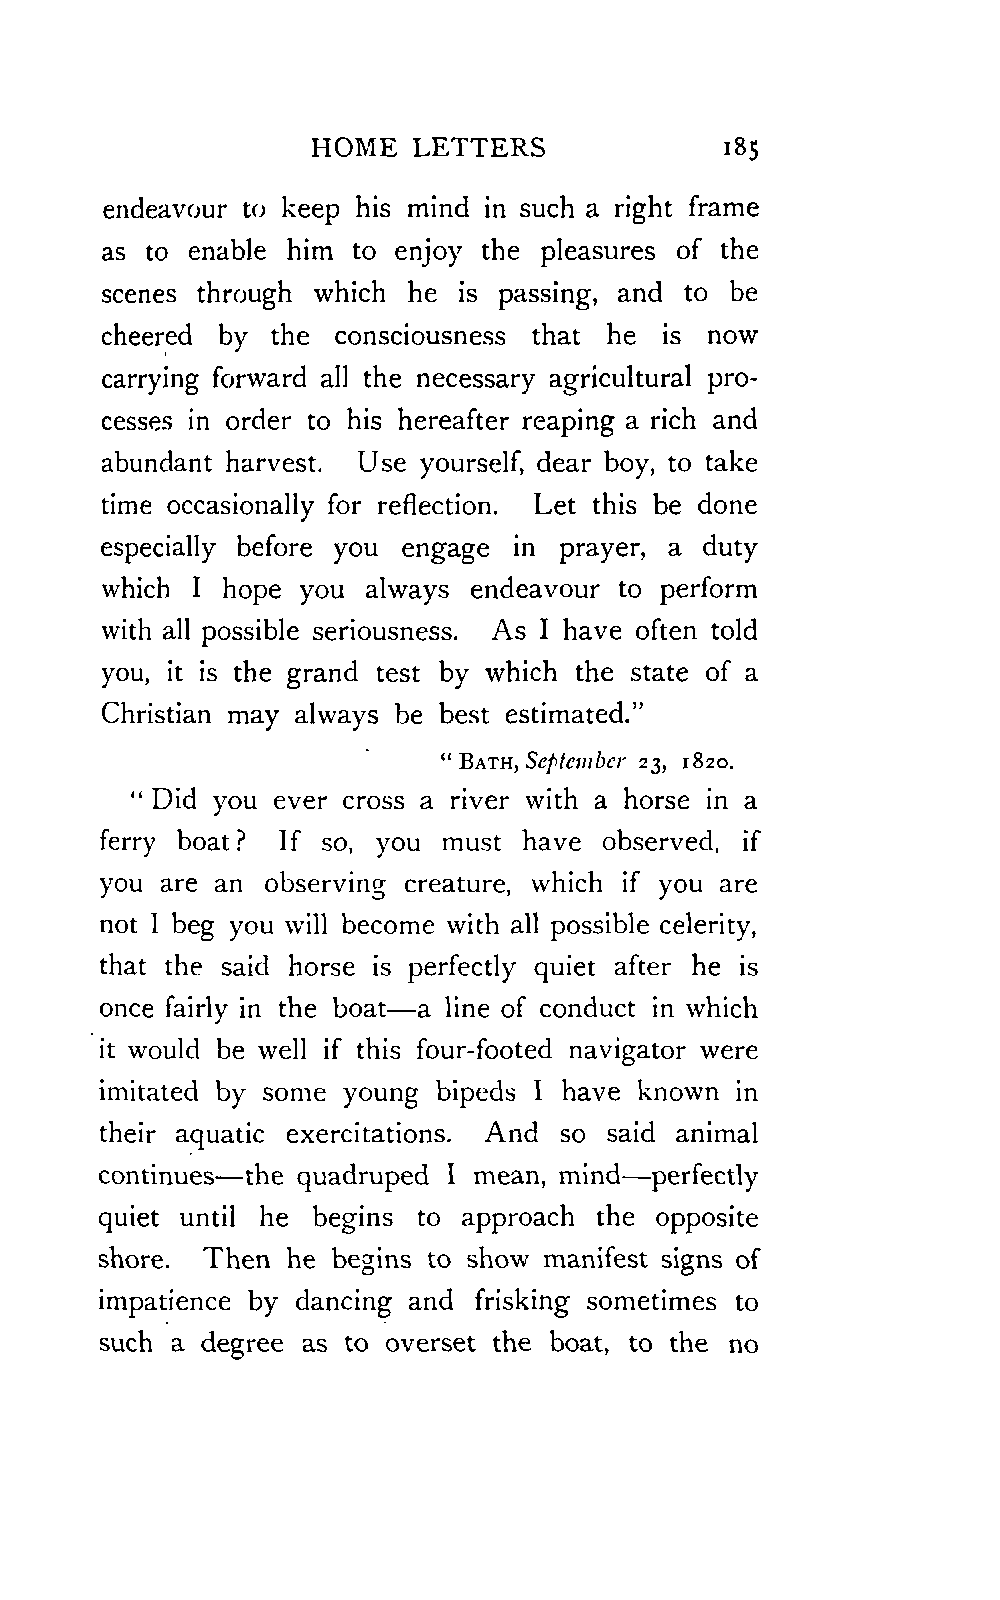 HOME LETTERS 185
endeavour to keep his mind in such a right frame
as to enable him to enjoy the pleasures of the
scenes through which he is passing, and to be
cheered by the consciousness that he is now
carrying forward all the necessary agricultural pro-
cesses in order to his hereafter reaping a rich and
abundant harvest. Use yourself, dear boy, to take
time occasionally for reflection. Let this be done
especially before you engage in prayer, a duty
which I hope you always endeavour to perform
with all possible seriousness. As I have often told
you, it is the grand test by which the state of a
Christian may always be best estimated.”
“ BATH, September 23, 1820.
“ Did you ever cross a river with a horse in a
ferry boat? If so, you must have observed, if
you are an observing creature, which if you are
not I beg you will become with all possible celerity,
that the said horse is perfectly quiet after he is
once fairly in the boat—a line of conduct in which
it would be well if this four-footed navigator were
imitated by some young bipeds I have known in
their aquatic exercitations. And so said animal
continues—the quadruped I mean, mind—perfectly
quiet until he begins to approach the opposite
shore. Then he begins to show manifest signs of
impatience by dancing and frisking sometimes to
such a degree as to overset the boat, to the no